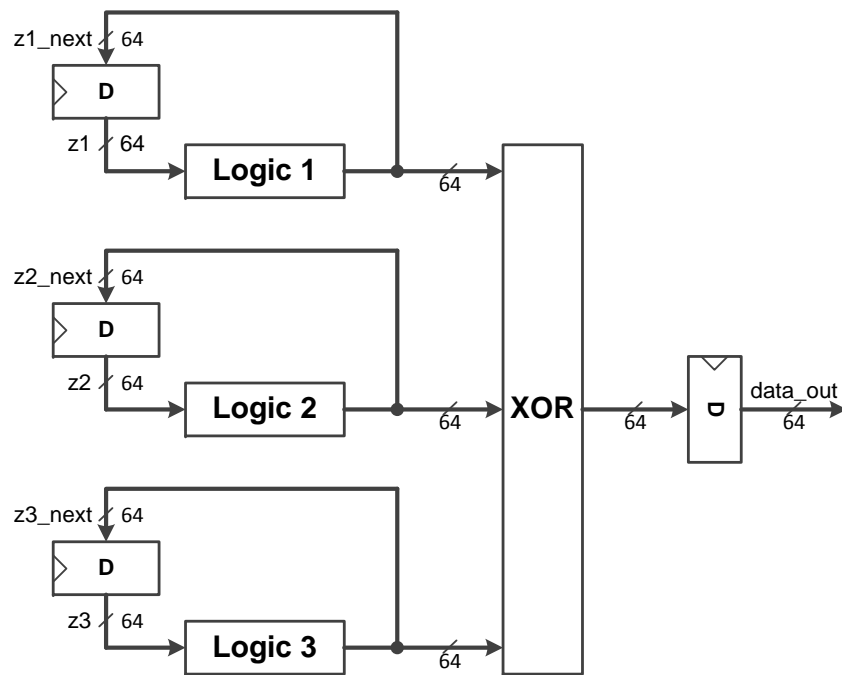 z1_next 64
D
z1 64
Logic 1
64
z2_next 64
D
z2 64
Logic 2
64
XOR
64
D
data_out
64
z3_next 64
D
z3 64
Logic 3
64